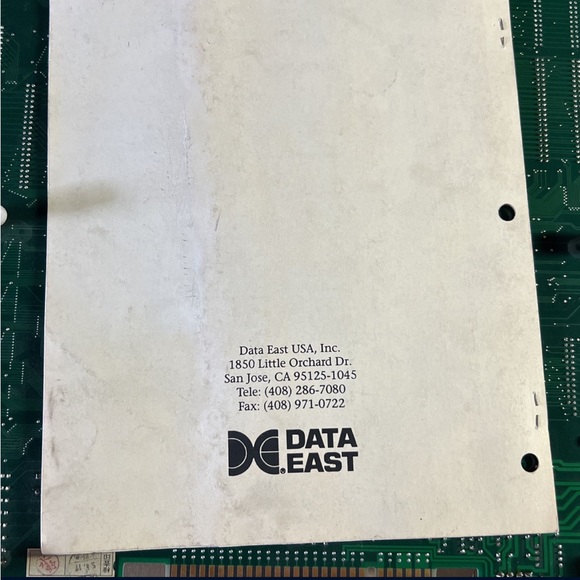 Data East USA, Inc.
1850 Little Orchard Dr.
San Jose, CA 95125-1045
Tele: (408) 286-7080
Fax: (408) 971-0722
DATA
EAST